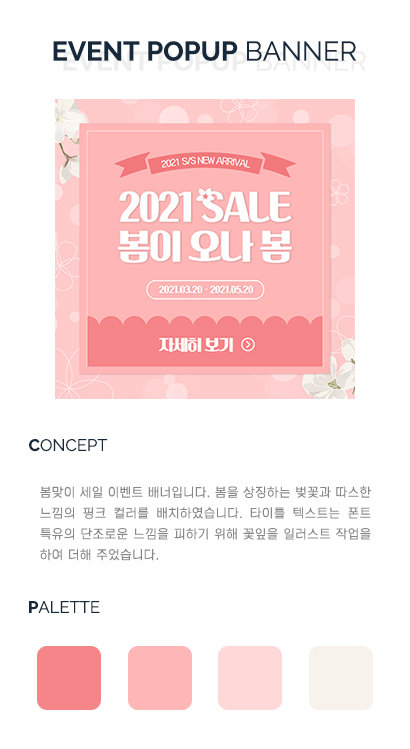 EVENT POPUP BANNER
2021 S/S NEW ARRIVAL
2021 SALE
봄이 오나 봄
2021.03.20 - 2021.05.20
자세히 보기
CONCEPT
봄맞이 세일 이벤트 배너입니다. 봄을 상징하는 벚꽃과 따스한
느낌의 핑크 컬러를 배치하였습니다. 타이틀 텍스트는 폰트
특유의 단조로운 느낌을 피하기 위해 꽃잎을 일러스트 작업을
하여 더해 주었습니다.
PALETTE